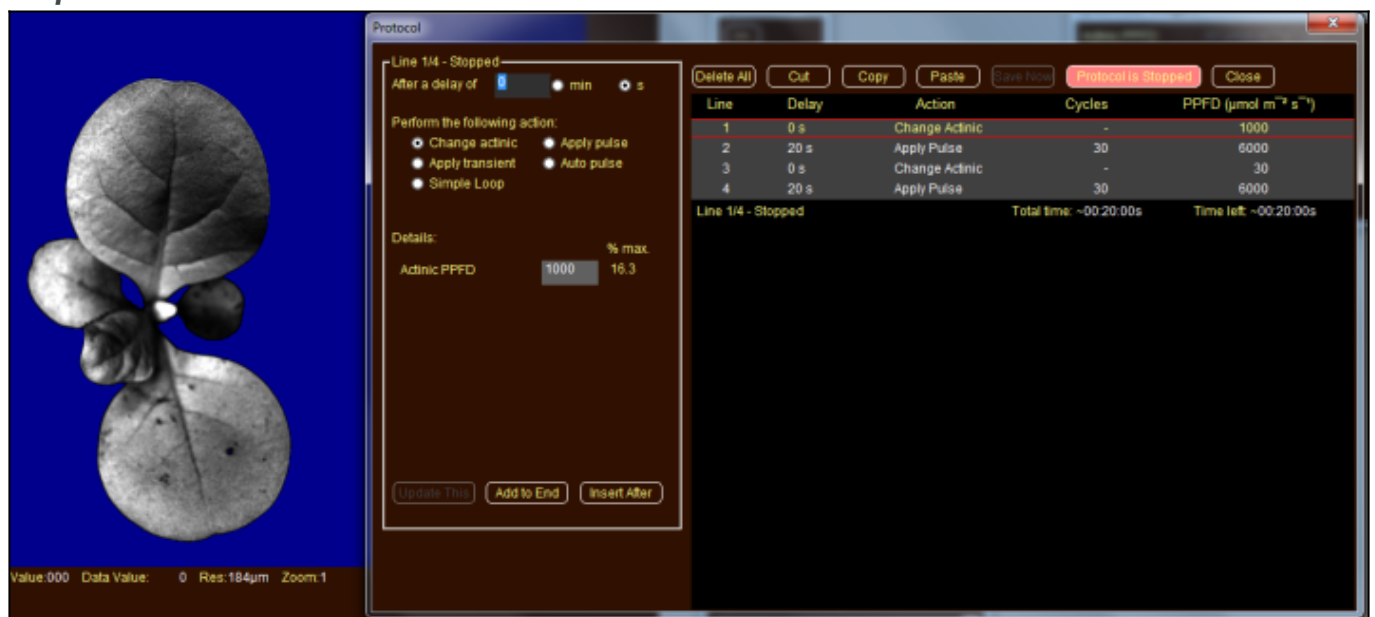 Protocol
Line 1/4 - Stopped
After a delay of 0 min s
Perform the following action:
Change actinic Apply pulse
Apply transient Auto pulse
Simple Loop
Details:
% max.
Actinic PPFD 1000 16.3
Update This Add to End Insert After
Delete All Cut Copy Paste Save Now Protocol is Stopped Close
Line Delay Action Cycles PPFD (µmol m⁻² s⁻¹)
1 0 s Change Actinic - 1000
2 20 s Apply Pulse 30 6000
3 0 s Change Actinic - 30
4 20 s Apply Pulse 30 6000
Line 1/4 - Stopped Total time: ~00:20:00s Time left: ~00:20:00s
Value:000 Data Value: 0 Res:184µm Zoom:1